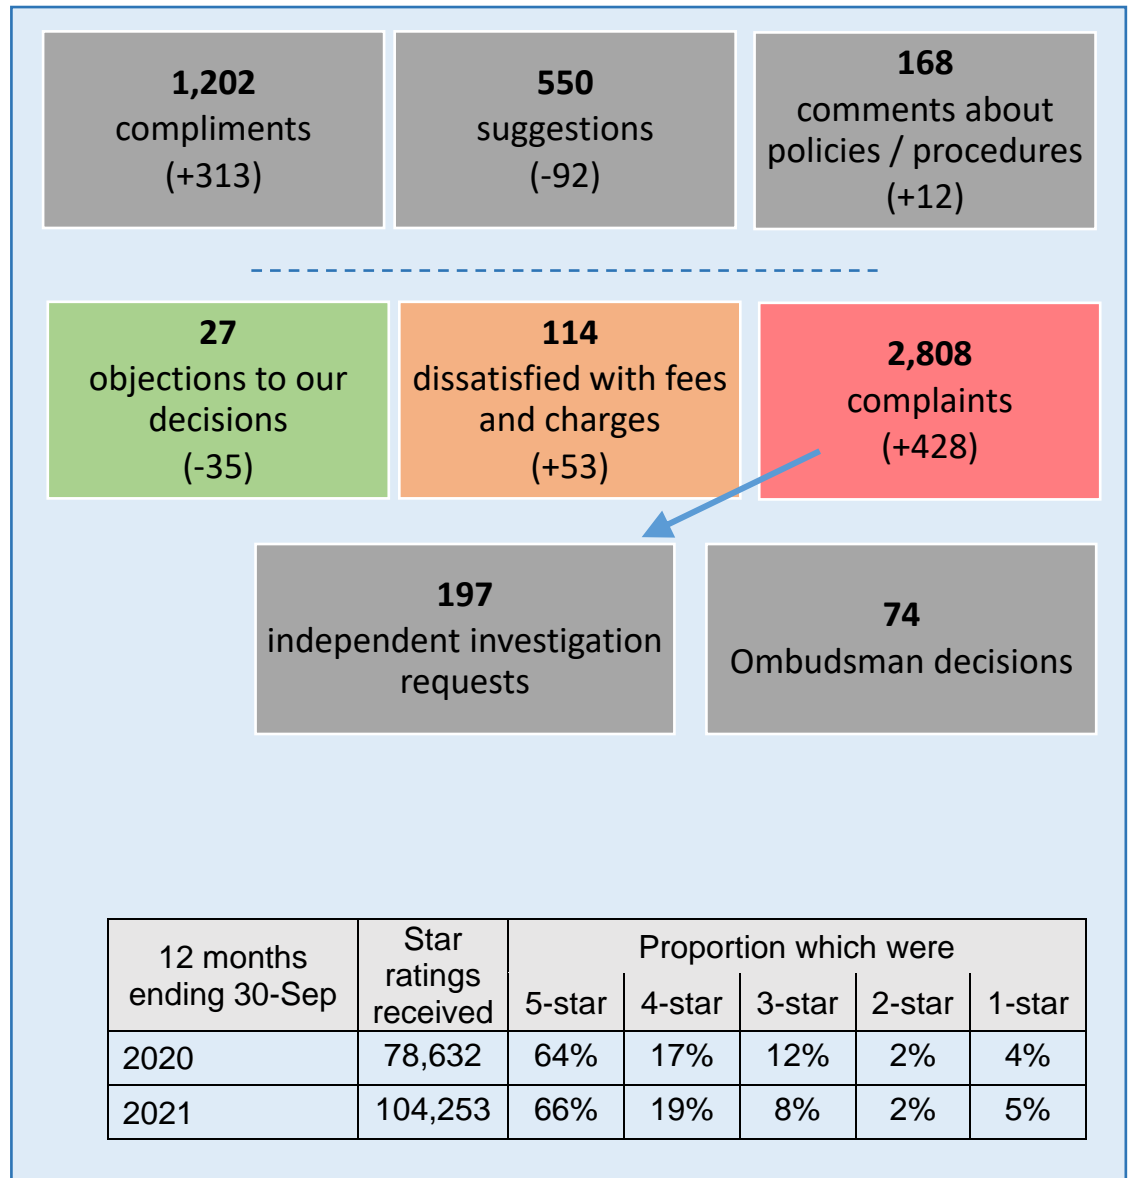 1,202
compliments
(+313)
550
suggestions
(-92)
168
comments about
policies / procedures
(+12)
27
objections to our
decisions
(-35)
114
dissatisfied with fees
and charges
(+53)
2,808
complaints
(+428)
197
independent investigation
requests
74
Ombudsman decisions
12 months
ending 30-Sep
Star
ratings
received
Proportion which were
5-star 4-star 3-star 2-star 1-star
2020 78,632 64% 17% 12% 2% 4%
2021 104,253 66% 19% 8% 2% 5%